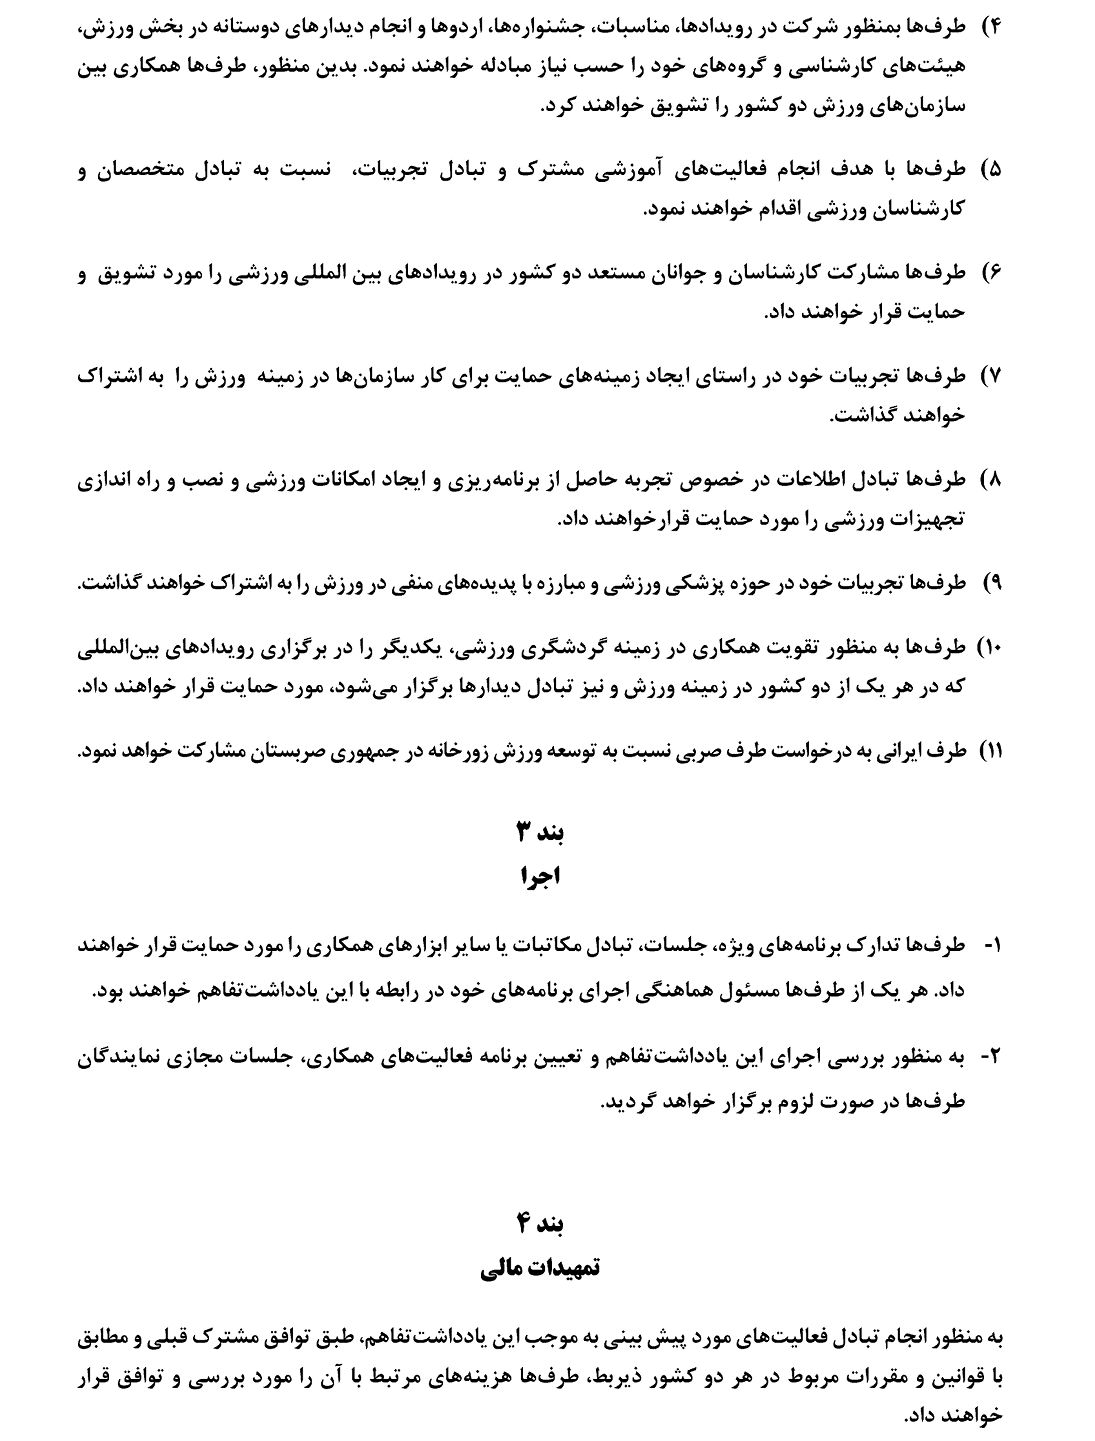 ۴) طرف‌ها بمنظور شرکت در رویدادها، مناسبات، جشنواره‌ها، اردوها و انجام دیدارهای دوستانه در بخش ورزش،
هیئت‌های کارشناسی و گروه‌های خود را حسب نیاز مبادله خواهند نمود. بدین منظور، طرف‌ها همکاری بین
سازمان‌های ورزش دو کشور را تشویق خواهند کرد.
۵) طرف‌ها با هدف انجام فعالیت‌های آموزشی مشترک و تبادل تجربیات، نسبت به تبادل متخصصان و
کارشناسان ورزشی اقدام خواهند نمود.
۶) طرف‌ها مشارکت کارشناسان و جوانان مستعد دو کشور در رویدادهای بین المللی ورزشی را مورد تشویق و
حمایت قرار خواهند داد.
۷) طرف‌ها تجربیات خود در راستای ایجاد زمینه‌های حمایت برای کار سازمان‌ها در زمینه ورزش را به اشتراک
خواهند گذاشت.
۸) طرف‌ها تبادل اطلاعات در خصوص تجربه حاصل از برنامه‌ریزی و ایجاد امکانات ورزشی و نصب و راه اندازی
تجهیزات ورزشی را مورد حمایت قرارخواهند داد.
۹) طرف‌ها تجربیات خود در حوزه پزشکی ورزشی و مبارزه با پدیده‌های منفی در ورزش را به اشتراک خواهند گذاشت.
۱۰) طرف‌ها به منظور تقویت همکاری در زمینه گردشگری ورزشی، یکدیگر را در برگزاری رویدادهای بین‌المللی
که در هر یک از دو کشور در زمینه ورزش و نیز تبادل دیدارها برگزار می‌شود، مورد حمایت قرار خواهند داد.
۱۱) طرف ایرانی به درخواست طرف صربی نسبت به توسعه ورزش زورخانه در جمهوری صربستان مشارکت خواهد نمود.
بند ۳
اجرا
۱- طرف‌ها تدارک برنامه‌های ویژه، جلسات، تبادل مکاتبات یا سایر ابزارهای همکاری را مورد حمایت قرار خواهند
داد. هر یک از طرف‌ها مسئول هماهنگی اجرای برنامه‌های خود در رابطه با این یادداشت‌تفاهم خواهند بود.
۲- به منظور بررسی اجرای این یادداشت‌تفاهم و تعیین برنامه فعالیت‌های همکاری، جلسات مجازی نمایندگان
طرف‌ها در صورت لزوم برگزار خواهد گردید.
بند ۴
تمهیدات مالی
به منظور انجام تبادل فعالیت‌های مورد پیش بینی به موجب این یادداشت‌تفاهم، طبق توافق مشترک قبلی و مطابق
با قوانین و مقررات مربوط در هر دو کشور ذیربط، طرف‌ها هزینه‌های مرتبط با آن را مورد بررسی و توافق قرار
خواهند داد.